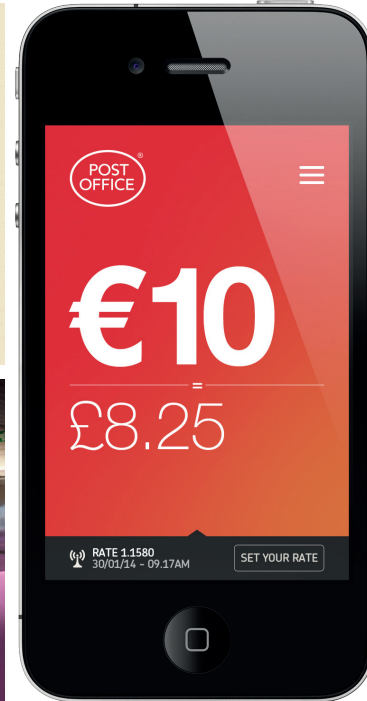 POST
OFFICE®
€10
=
£8.25
RATE 1.1580
30/01/14 - 09.17AM
SET YOUR RATE